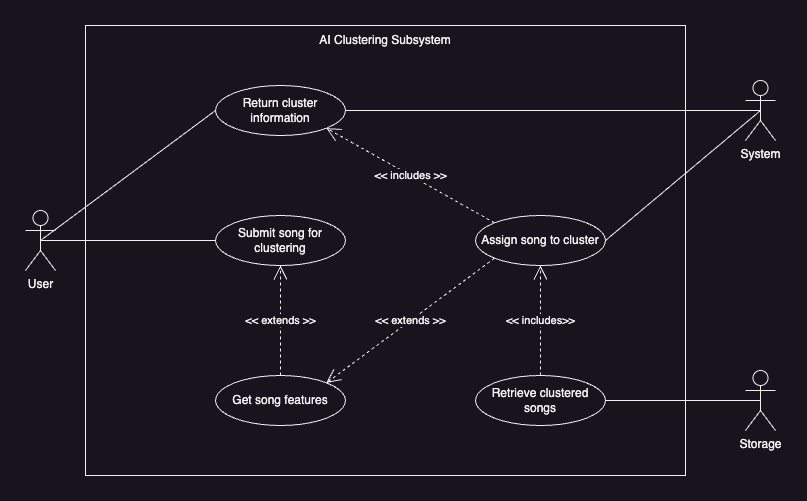 AI Clustering Subsystem
Return cluster
information
System
<< includes >>
User
Submit song for
clustering
Assign song to cluster
<< extends >>
<< extends >>
<< includes>>
Get song features
Retrieve clustered
songs
Storage